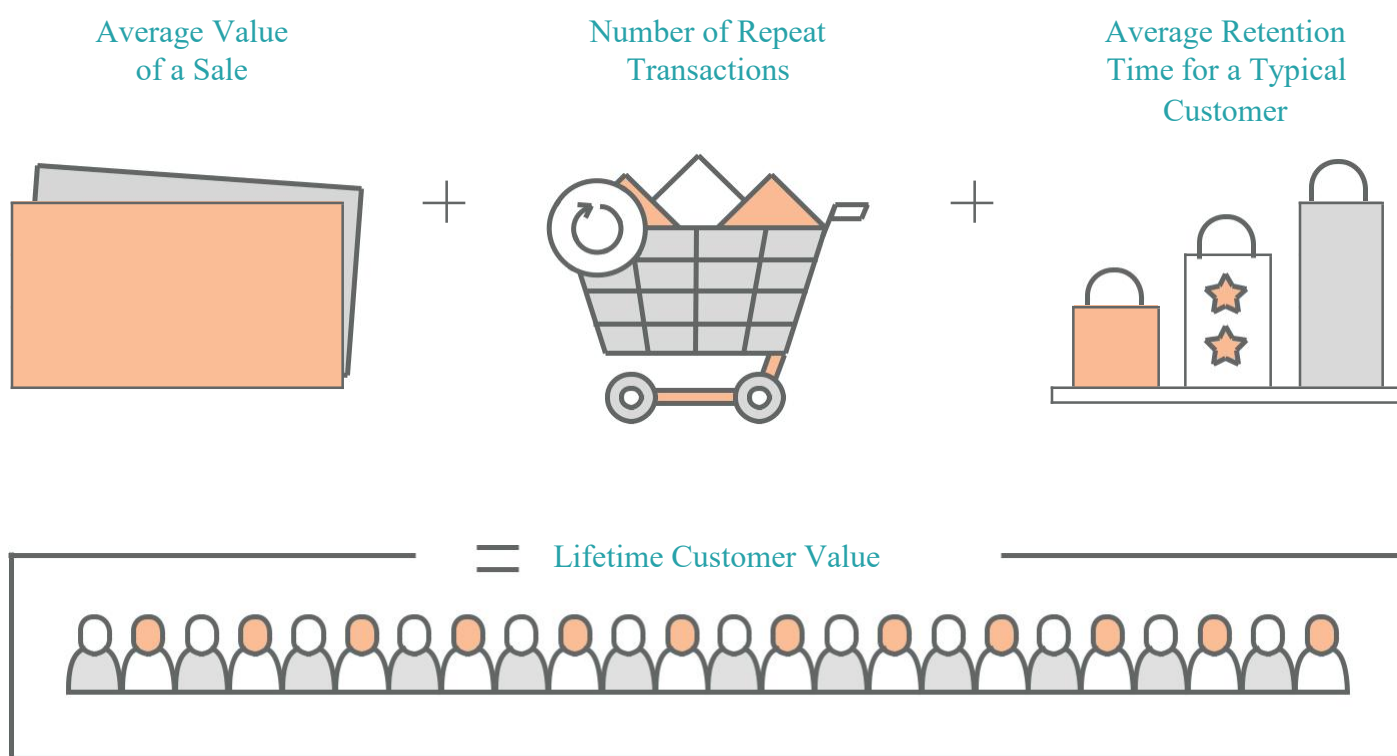 Average Value
of a Sale
+
Number of Repeat
Transactions
+
Average Retention
Time for a Typical
Customer
= Lifetime Customer Value